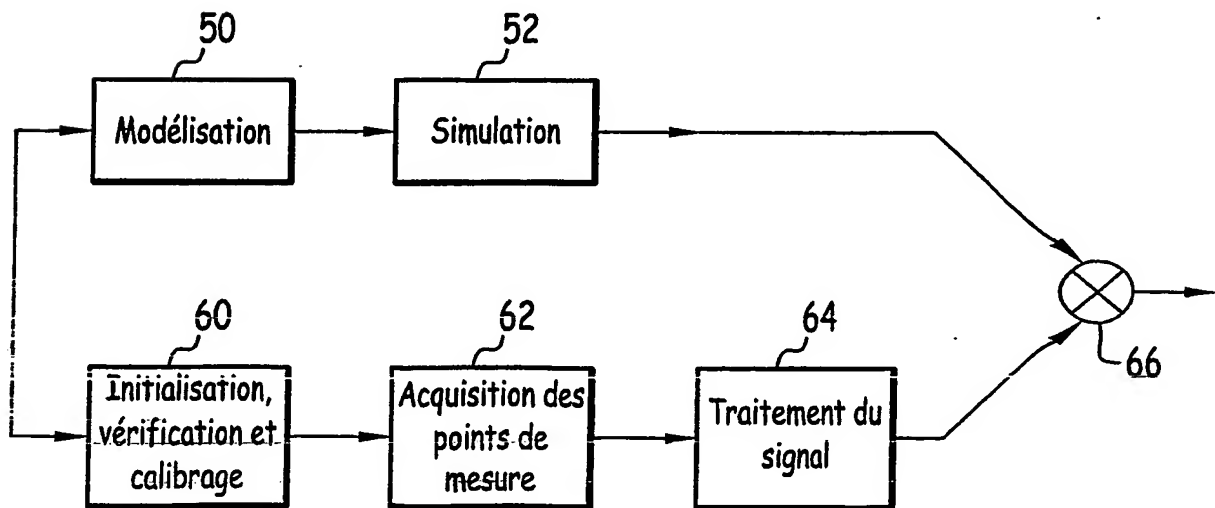 50
52
Modélisation
Simulation
60
62
64
66
Initialisation,
vérification et
calibrage
Acquisition des
points de
mesure
Traitement du
signal